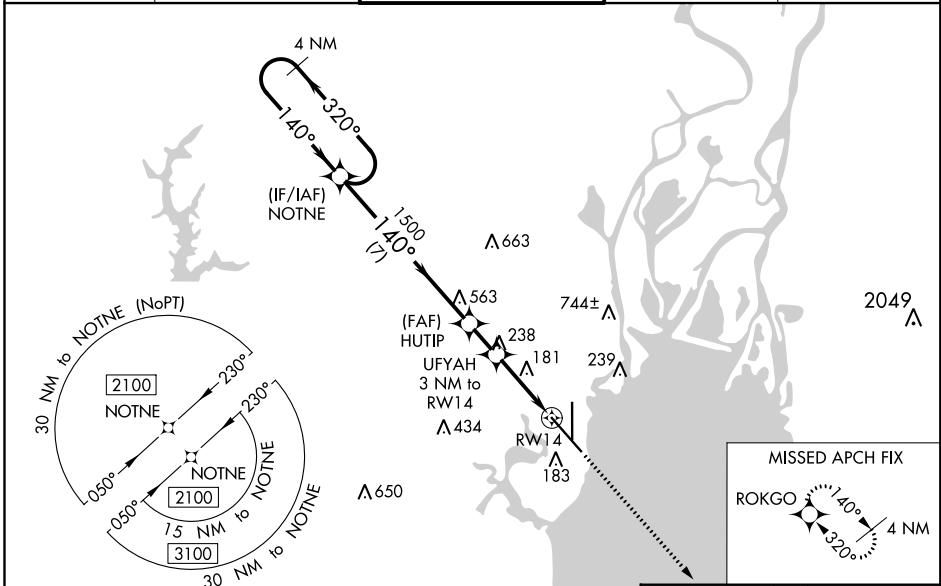 4 NM
320°
140°
(IF/IAF)
NOTNE
1500
140°
(7)
663
563
744±
2049
(FAF)
HUTIP
238
UFYAH
3 NM to
RW14
181
239
434
RW14
183
650
30 NM to NOTNE (NoPT)
230°
2100
NOTNE
050°
230°
NOTNE
050°
2100
15 NM to NOTNE
3100
30 NM to NOTNE
MISSED APCH FIX
ROKGO
140°
320°
4 NM